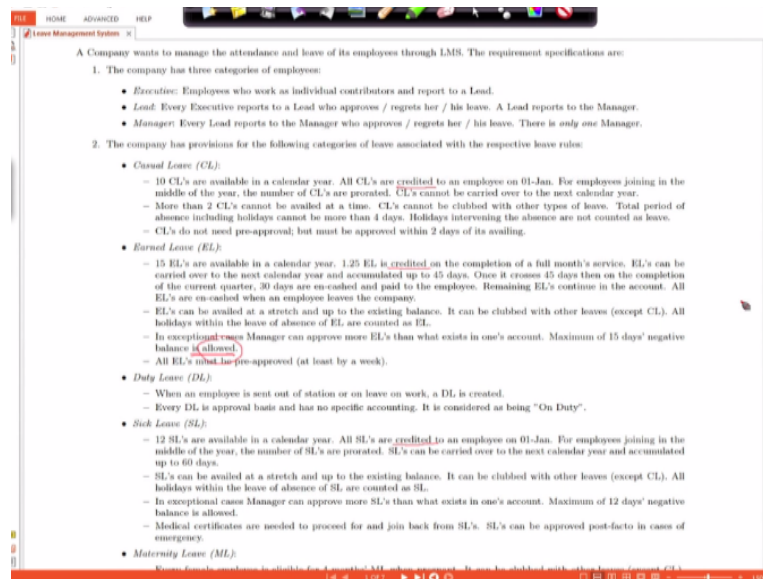 FILE HOME ADVANCED HELP
Leave Management System
A Company wants to manage the attendance and leave of its employees through LMS. The requirement specifications are:
1. The company has three categories of employees:
• Executive: Employees who work as individual contributors and report to a Lead.
• Lead: Every Executive reports to a Lead who approves / regrets her / his leave. A Lead reports to the Manager.
• Manager: Every Lead reports to the Manager who approves / regrets her / his leave. There is only one Manager.
2. The company has provisions for the following categories of leave associated with the respective leave rules:
• Casual Leave (CL):
– 10 CL's are available in a calendar year. All CL's are credited to an employee on 01-Jan. For employees joining in the
middle of the year, the number of CL's are prorated. CL's cannot be carried over to the next calendar year.
– More than 2 CL's cannot be availed at a time. CL's cannot be clubbed with other types of leave. Total period of
absence including holidays cannot be more than 4 days. Holidays intervening the absence are not counted as leave.
– CL's do not need pre-approval; but must be approved within 2 days of its availing.
• Earned Leave (EL):
– 15 EL's are available in a calendar year. 1.25 EL is credited on the completion of a full month's service. EL's can be
carried over to the next calendar year and accumulated up to 45 days. Once it crosses 45 days then on the completion
of the current quarter, 30 days are en-cashed and paid to the employee. Remaining EL's continue in the account. All
EL's are en-cashed when an employee leaves the company.
– EL's can be availed at a stretch and up to the existing balance. It can be clubbed with other leaves (except CL). All
holidays within the leave of absence of EL are counted as EL.
– In exceptional cases Manager can approve more EL's than what exists in one's account. Maximum of 15 days' negative
balance is allowed.
– All EL's must be pre-approved (at least by a week).
• Duty Leave (DL):
– When an employee is sent out of station or on leave on work, a DL is created.
– Every DL is approval basis and has no specific accounting. It is considered as being "On Duty".
• Sick Leave (SL):
– 12 SL's are available in a calendar year. All SL's are credited to an employee on 01-Jan. For employees joining in the
middle of the year, the number of SL's are prorated. SL's can be carried over to the next calendar year and accumulated
up to 60 days.
– SL's can be availed at a stretch and up to the existing balance. It can be clubbed with other leaves (except CL). All
holidays within the leave of absence of SL are counted as SL.
– In exceptional cases Manager can approve more SL's than what exists in one's account. Maximum of 12 days' negative
balance is allowed.
– Medical certificates are needed to proceed for and join back from SL's. SL's can be approved post-facto in cases of
emergency.
• Maternity Leave (ML):
Every female employee is eligible for 4 months' ML when pregnant. It can be clubbed with other leaves (except CL).
1 OF 7